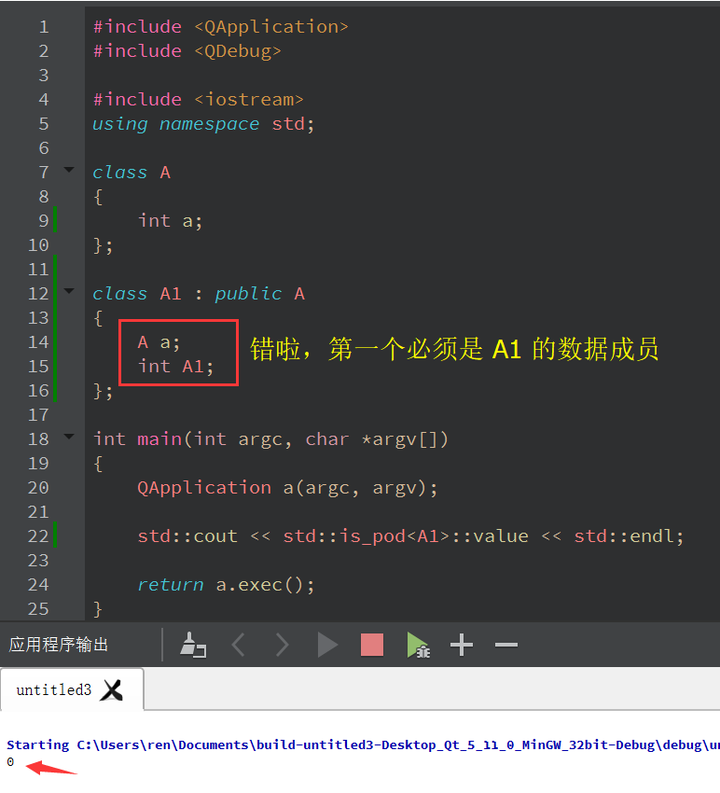 1 #include <QApplication>
2 #include <QDebug>
3
4 #include <iostream>
5 using namespace std;
6
7 class A
8 {
9 int a;
10 };
11
12 class A1 : public A
13 {
14 A a;
15 int A1;
错啦，第一个必须是 A1 的数据成员
16 };
17
18 int main(int argc, char *argv[])
19 {
20 QApplication a(argc, argv);
21
22 std::cout << std::is_pod<A1>::value << std::endl;
23
24 return a.exec();
25 }
应用程序输出
untitled3
Starting C:\Users\ren\Documents\build-untitled3-Desktop_Qt_5_11_0_MinGW_32bit-Debug\debug\un
0